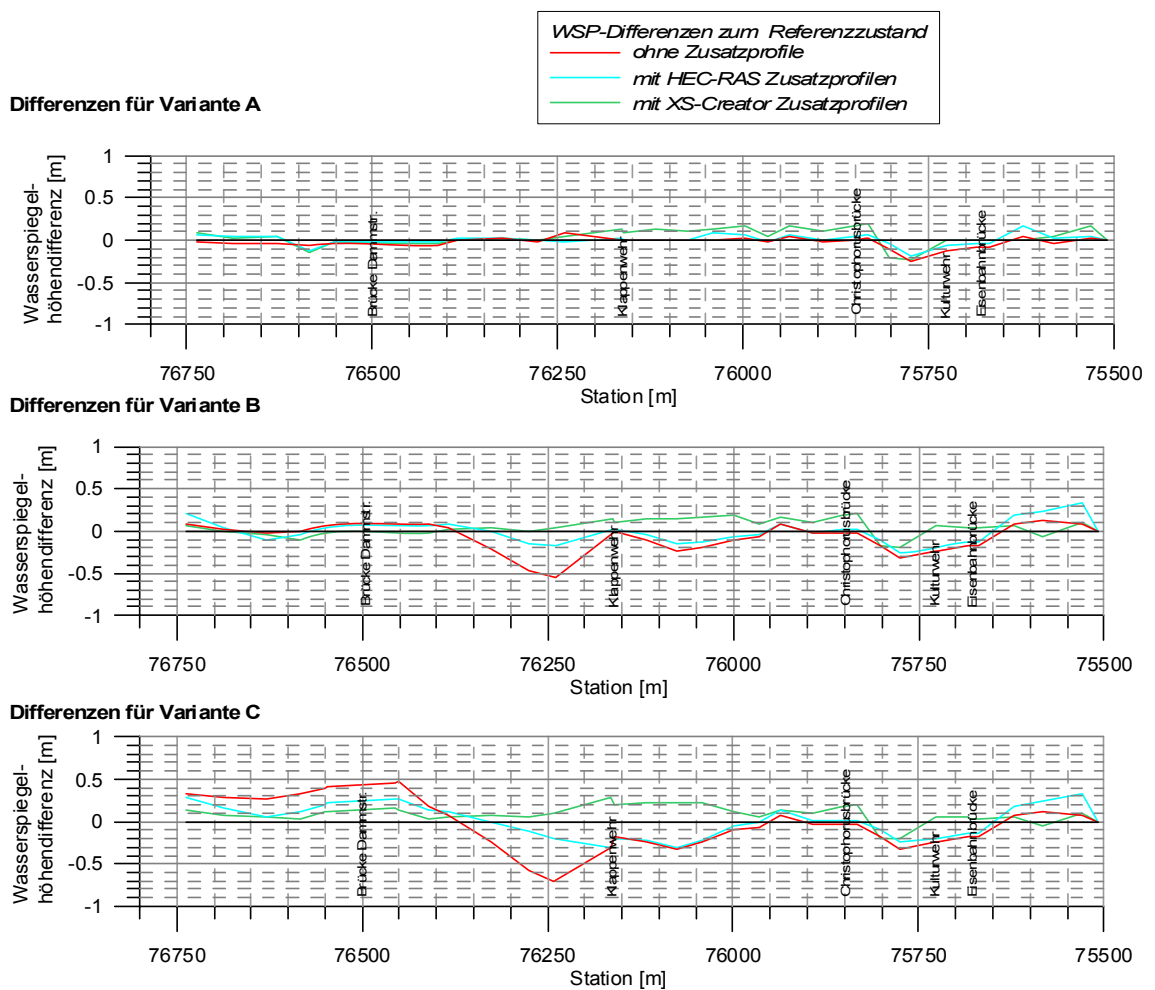 WSP-Differenzen zum Referenzzustand
ohne Zusatzprofile
mit HEC-RAS Zusatzprofilen
mit XS-Creator Zusatzprofilen
Differenzen für Variante A
Wasserspiegel-
höhendifferenz [m]
1
0.5
0
-0.5
-1
Brücke Dammstr.
Klappenwehr
Christophorusbrücke
Kulturwehr
Eisenbahnbrücke
76750
76500
76250
76000
75750
75500
Station [m]
Differenzen für Variante B
Wasserspiegel-
höhendifferenz [m]
1
0.5
0
-0.5
-1
Brücke Dammstr.
Klappenwehr
Christophorusbrücke
Kulturwehr
Eisenbahnbrücke
76750
76500
76250
76000
75750
75500
Station [m]
Differenzen für Variante C
Wasserspiegel-
höhendifferenz [m]
1
0.5
0
-0.5
-1
Brücke Dammstr.
Klappenwehr
Christophorusbrücke
Kulturwehr
Eisenbahnbrücke
76750
76500
76250
76000
75750
75500
Station [m]